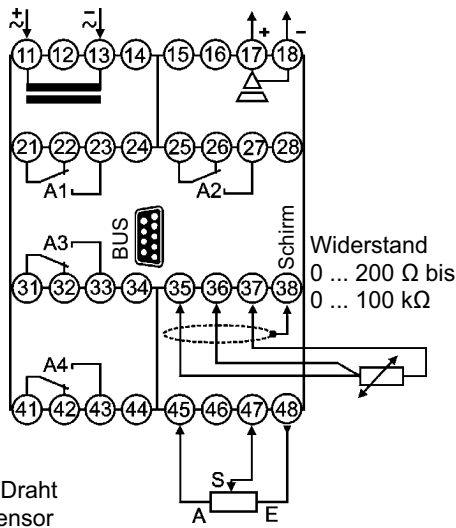 ≂+ ≂−
+ −
11 12 13 14 15 16 17 18
21 22 23 24 25 26 27 28
A1 A2
BUS
Schirm
A3
Widerstand
0 ... 200 Ω bis
0 ... 100 kΩ
31 32 33 34 35 36 37 38
A4
41 42 43 44 45 46 47 48
Draht
ensor
S
A E